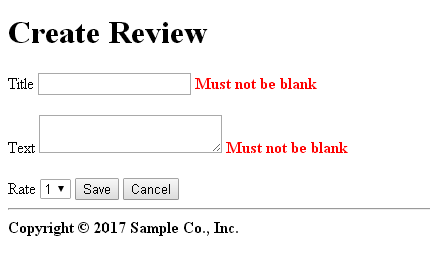 Create Review
Title Must not be blank
Text Must not be blank
Rate 1 Save Cancel
Copyright © 2017 Sample Co., Inc.